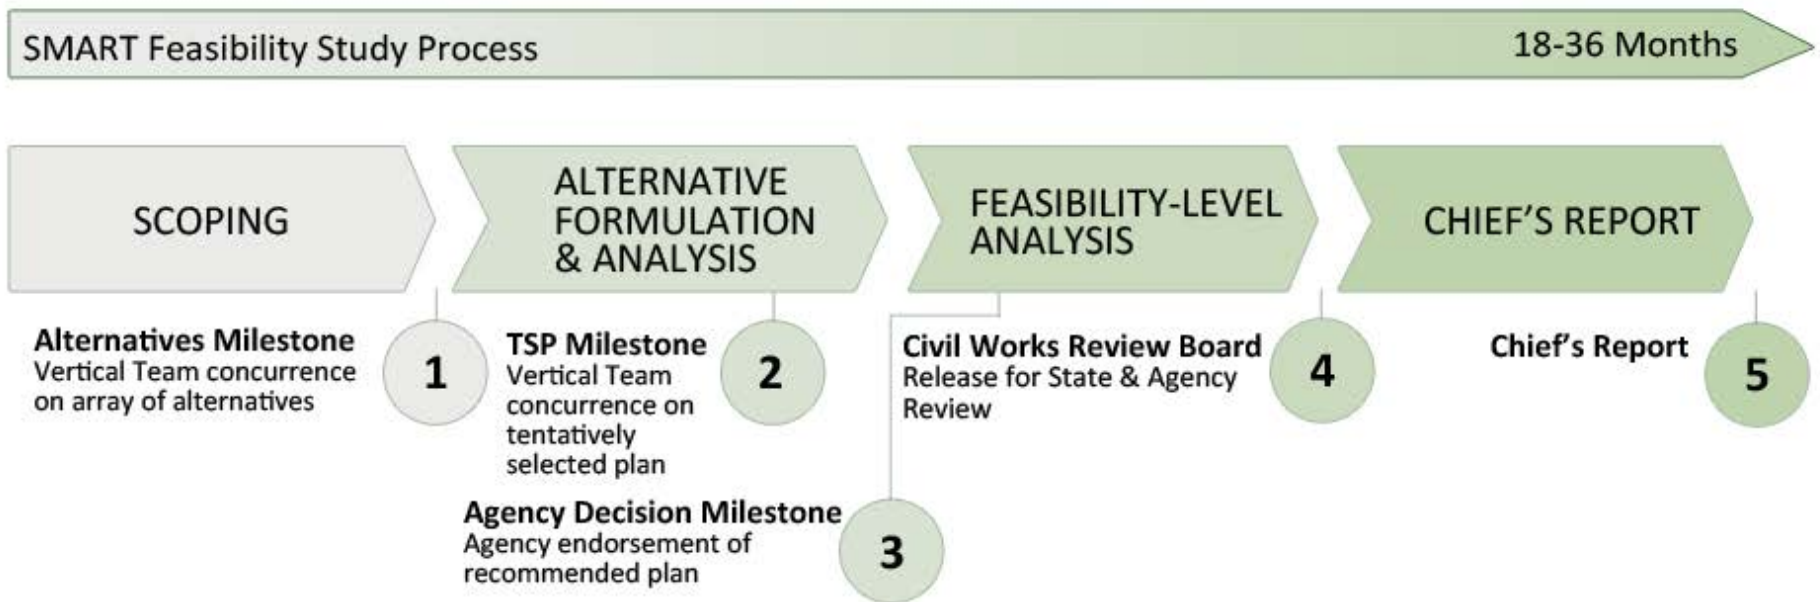 SMART Feasibility Study Process
18-36 Months
SCOPING
ALTERNATIVE
FORMULATION
& ANALYSIS
FEASIBILITY-LEVEL
ANALYSIS
CHIEF'S REPORT
Alternatives Milestone
Vertical Team concurrence
on array of alternatives
1
TSP Milestone
Vertical Team
concurrence on
tentatively
selected plan
2
Agency Decision Milestone
Agency endorsement of
recommended plan
3
Civil Works Review Board
Release for State & Agency
Review
4
Chief's Report
5